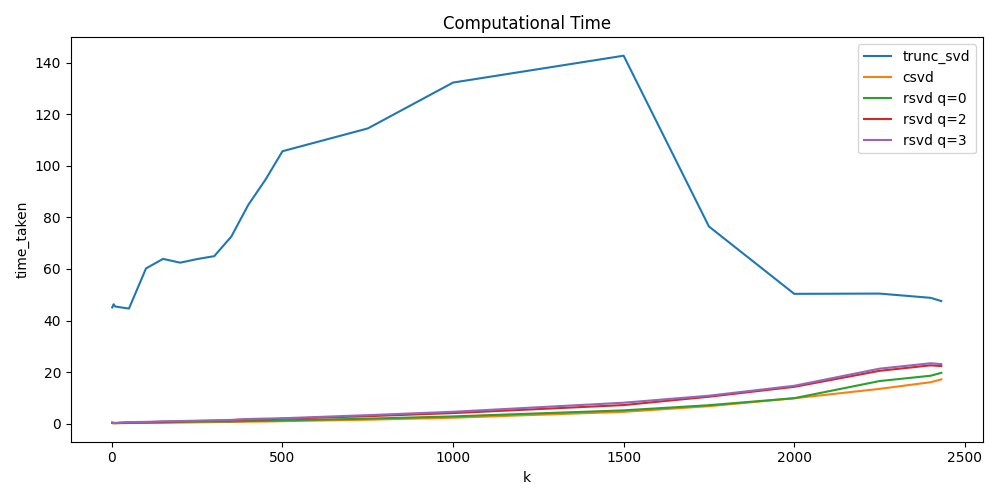 Computational Time
trunc_svd
csvd
rsvd q=0
rsvd q=2
rsvd q=3
time_taken
140
120
100
80
60
40
20
0
0 500 1000 1500 2000 2500
k